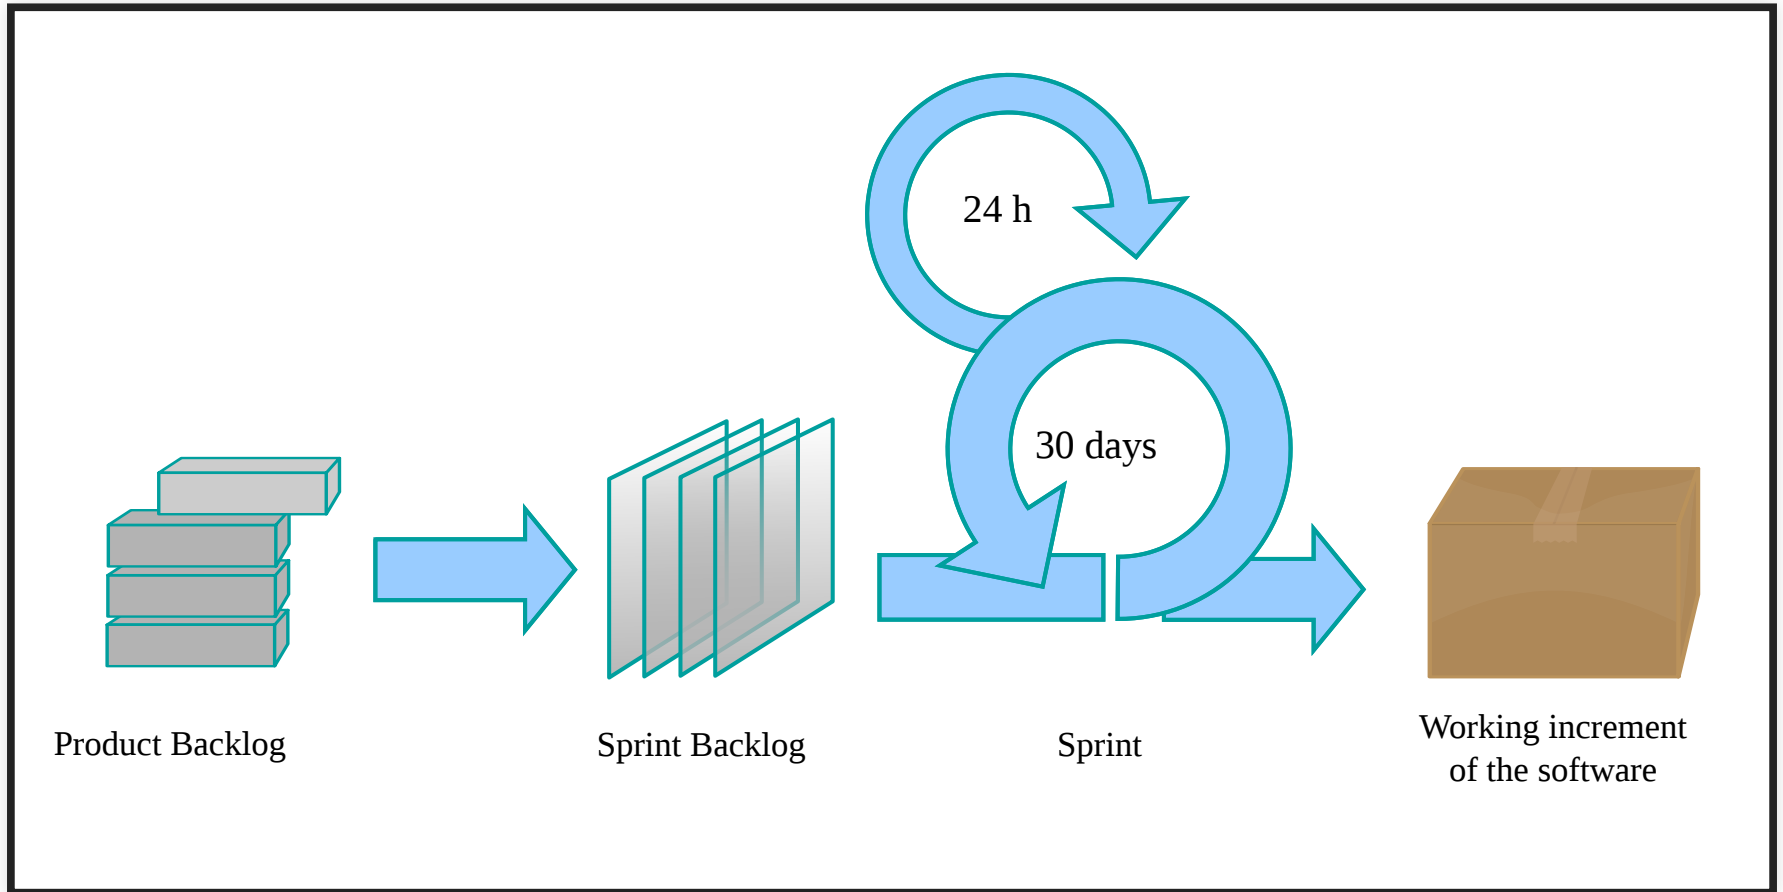 24 h
30 days
Product Backlog
Sprint Backlog
Sprint
Working increment
of the software